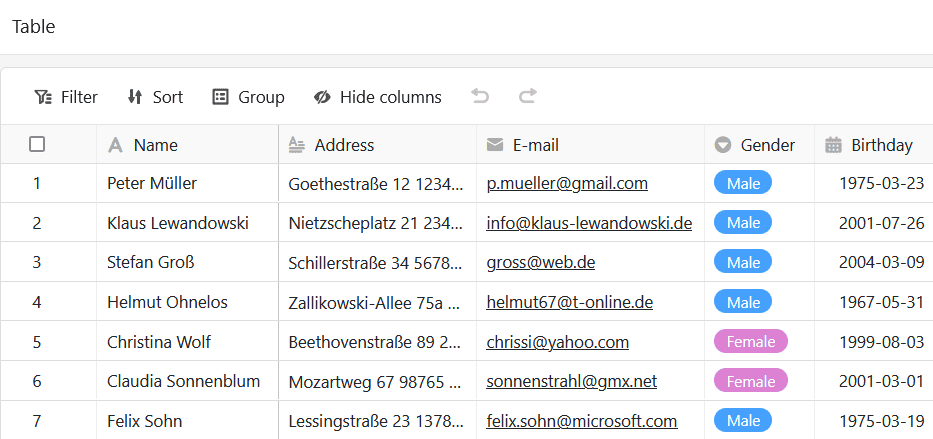 Table
Filter Sort Group Hide columns
Name Address E-mail Gender Birthday
1 Peter Müller Goethestraße 12 1234... p.mueller@gmail.com Male 1975-03-23
2 Klaus Lewandowski Nietzscheplatz 21 234... info@klaus-lewandowski.de Male 2001-07-26
3 Stefan Groß Schillerstraße 34 5678... gross@web.de Male 2004-03-09
4 Helmut Ohnelos Zallikowski-Allee 75a ... helmut67@t-online.de Male 1967-05-31
5 Christina Wolf Beethovenstraße 89 2... chrissi@yahoo.com Female 1999-08-03
6 Claudia Sonnenblum Mozartweg 67 98765 ... sonnenstrahl@gmx.net Female 2001-03-01
7 Felix Sohn Lessingstraße 23 1378... felix.sohn@microsoft.com Male 1975-03-19